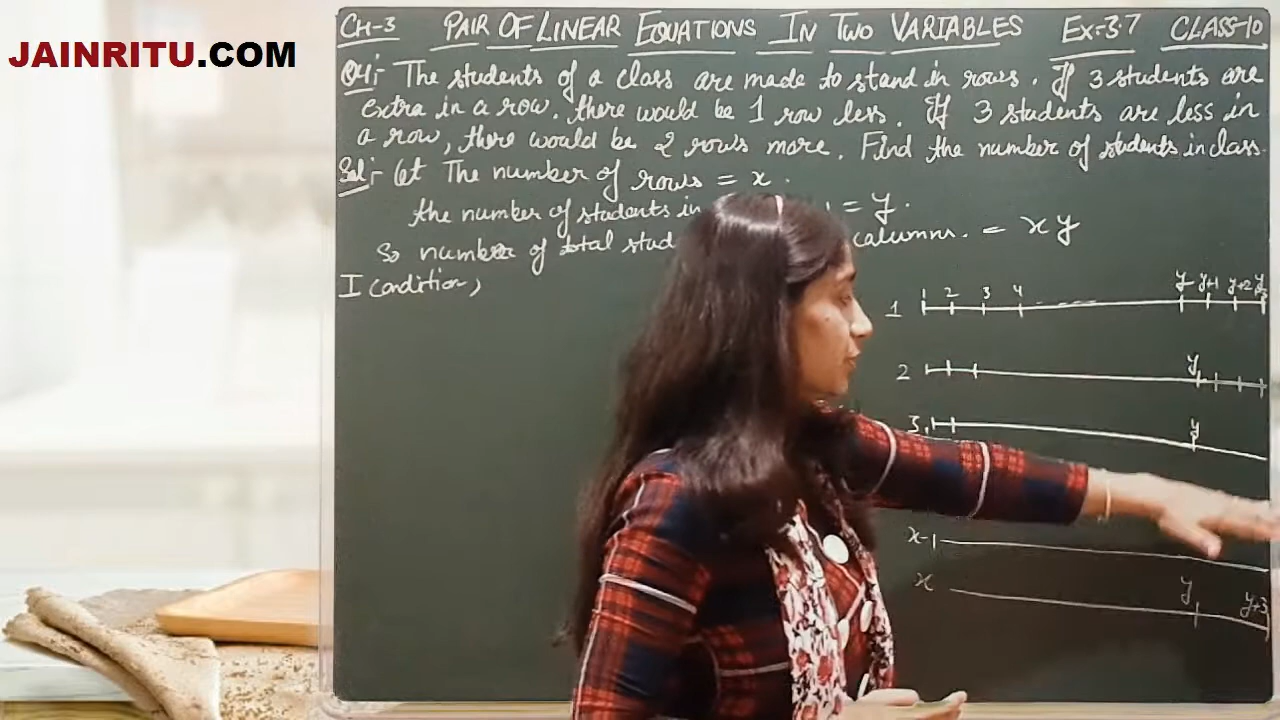 JAINRITU.COM
CH-3 PAIR OF LINEAR EQUATIONS IN TWO VARIABLES Ex-3.7 CLASS-10
Q4:- The students of a class are made to stand in rows. If 3 students are
extra in a row, there would be 1 row less. If 3 students are less in
a row, there would be 2 rows more. Find the number of students in class.
Sol:- Let The number of rows = x.
the number of students in = y.
So number of total stud columns. = xy
I condition,
1 2 3 4 y y+1 y+2
1
2 y
3. y
x-1
x y y+3